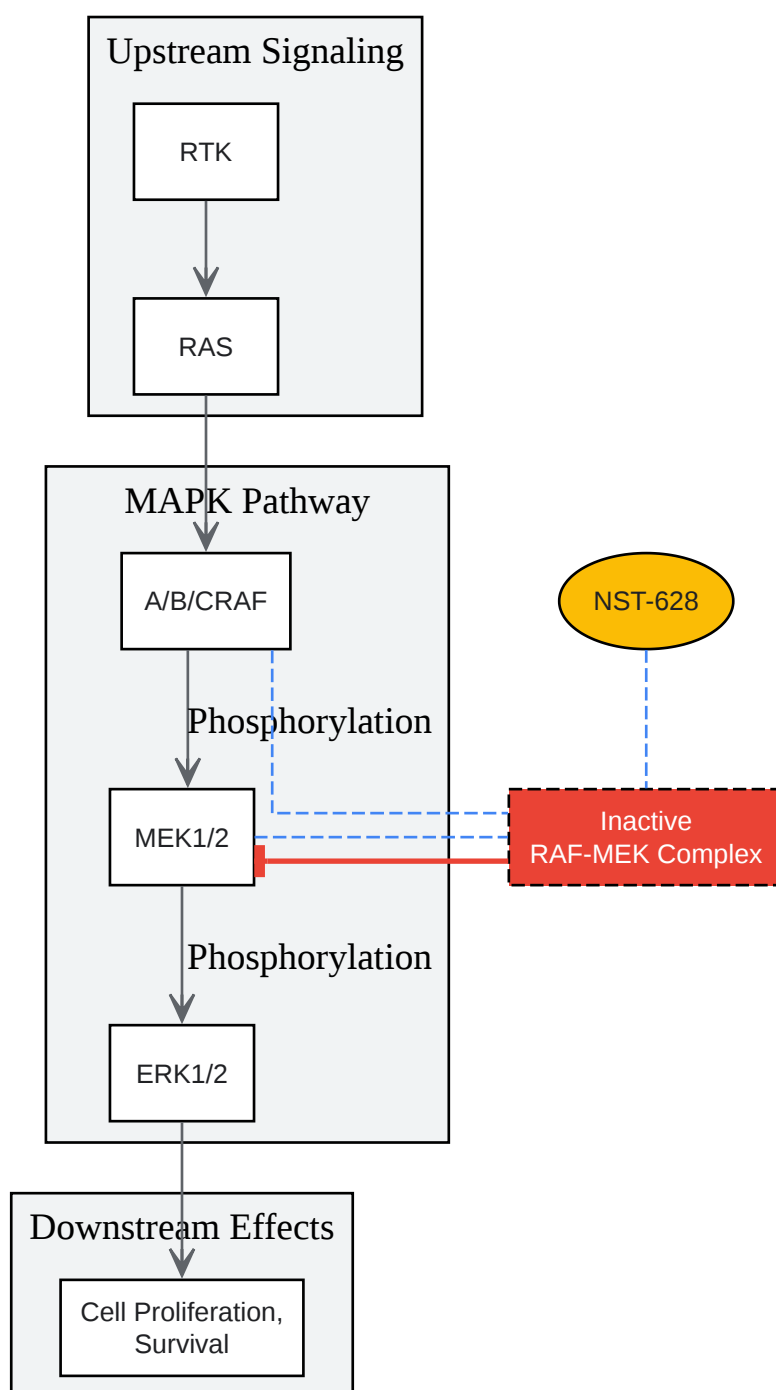 Upstream Signaling
RTK
RAS
MAPK Pathway
A/B/CRAF
NST-628
Phosphorylation
MEK1/2
Inactive
RAF-MEK Complex
Phosphorylation
ERK1/2
Downstream Effects
Cell Proliferation,
Survival